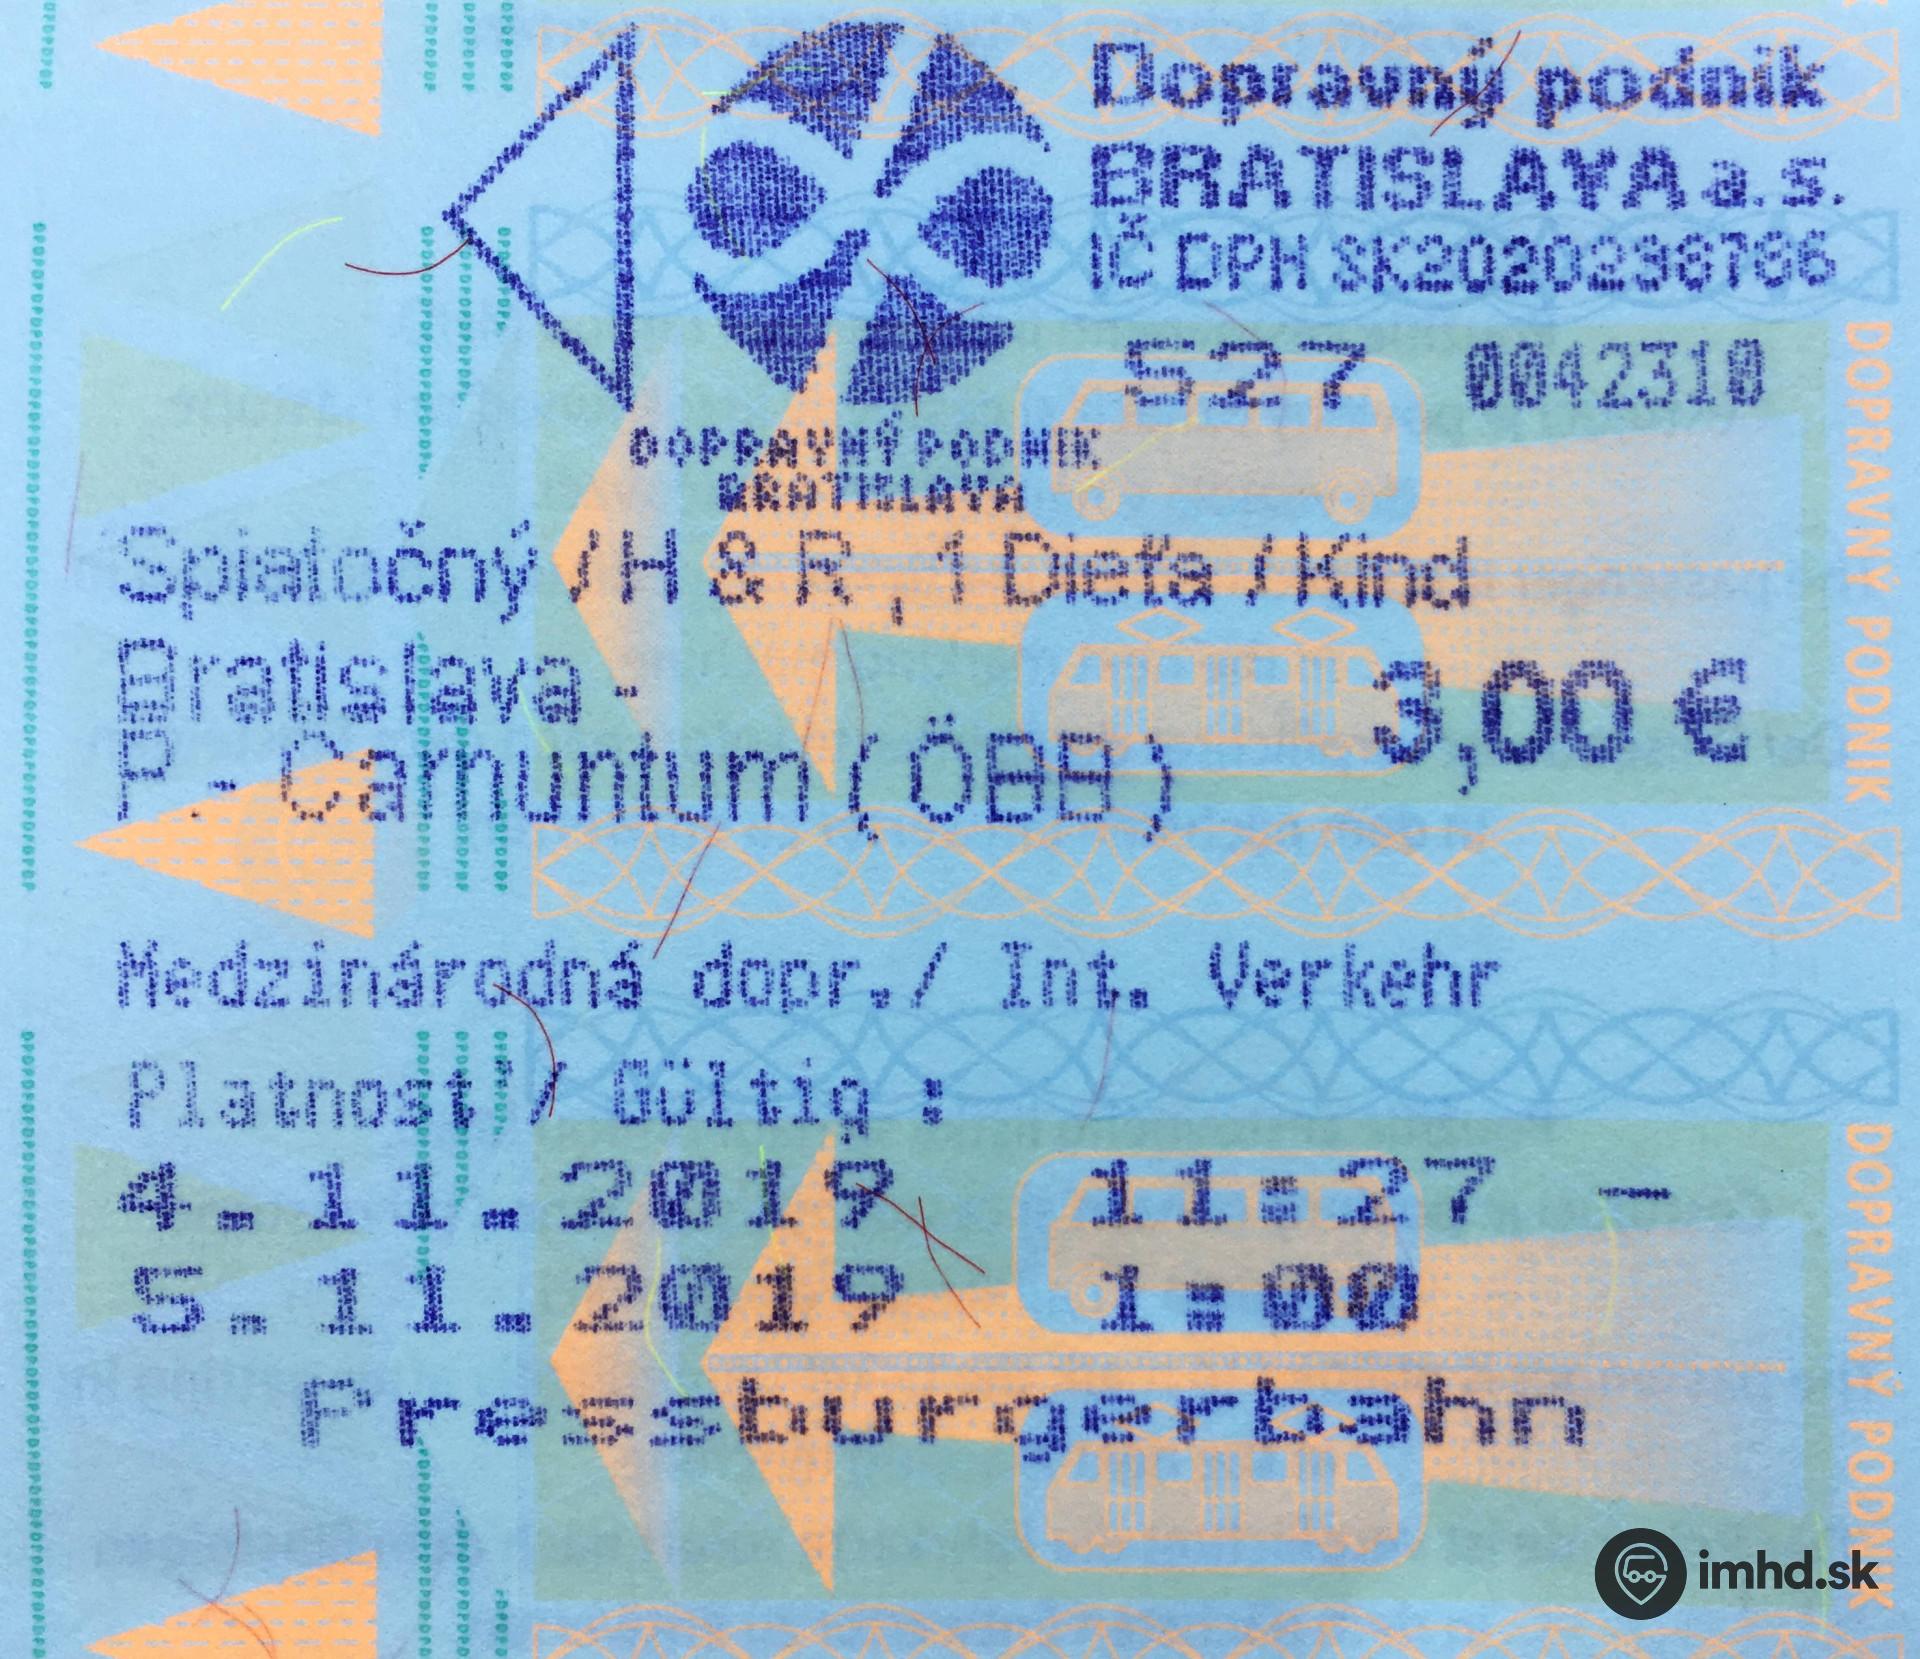 Dopravný podnik
BRATISLAVA a.s.
IČ DPH SK2020298786
527 0042310
DOPRAVNÝ PODNIK
BRATISLAVA
Spiatočný / H & R , 1 Dieťa / Kind
Bratislava -
P . Carnuntum ( ÖBB )
3,00 €
Medzinárodná dopr./ Int. Verkehr
Platnosť / Gültig :
4.11.2019 11:27 -
5.11.2019 1:00
Pressburgerbahn
DOPRAVNÝ PODNIK
DOPRAVNÝ PODNIK
imhd.sk